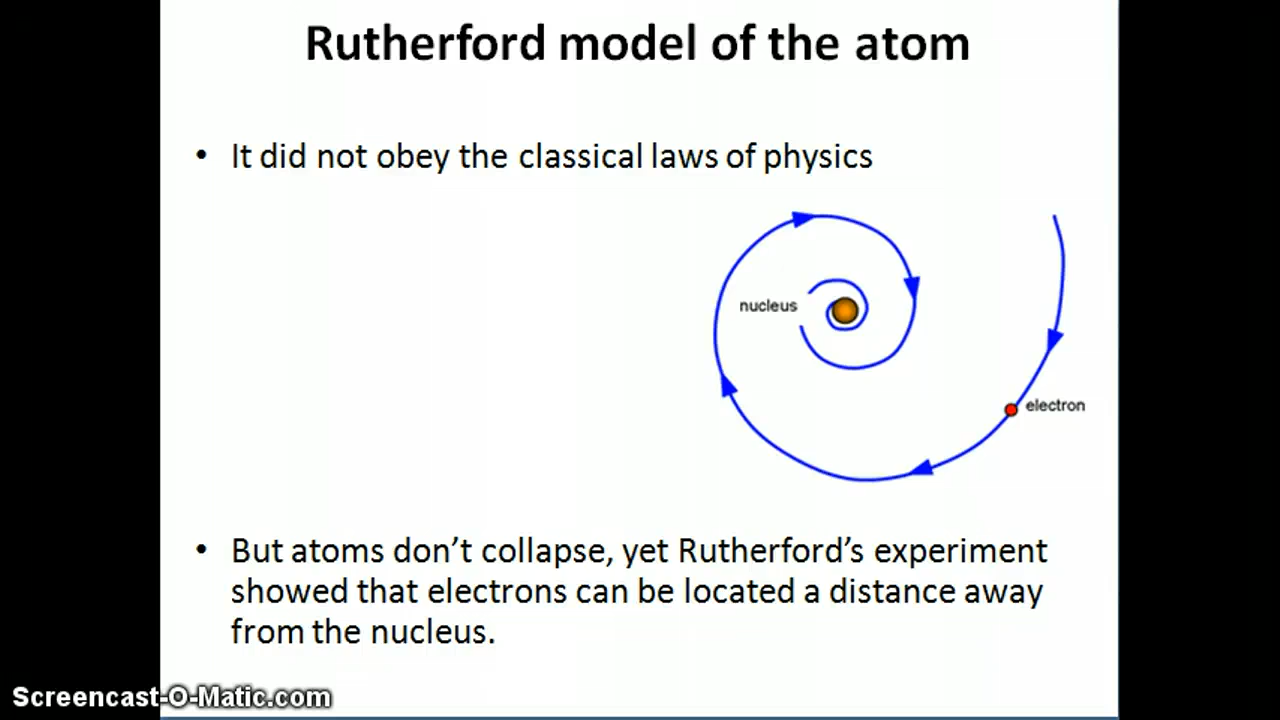 Rutherford model of the atom
• It did not obey the classical laws of physics
nucleus
electron
• But atoms don’t collapse, yet Rutherford’s experiment
showed that electrons can be located a distance away
from the nucleus.
Screencast-O-Matic.com